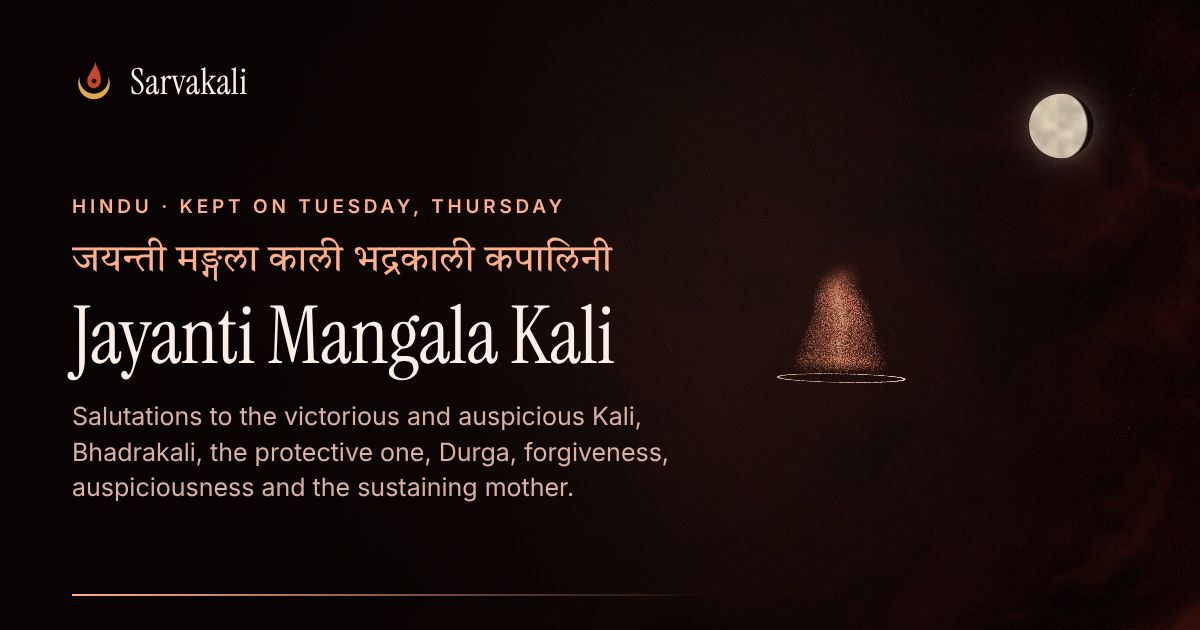 Sarvakali
HINDU · KEPT ON TUESDAY, THURSDAY
जयन्ती मङ्गला काली भद्रकाली कपालिनी
Jayanti Mangala Kali
Salutations to the victorious and auspicious Kali,
Bhadrakali, the protective one, Durga, forgiveness,
auspiciousness and the sustaining mother.